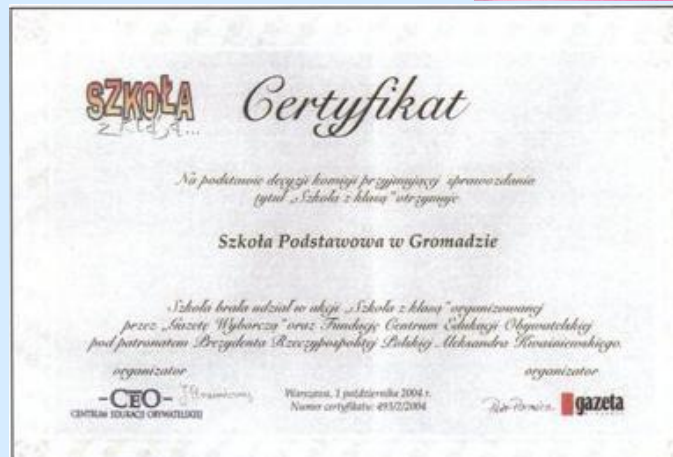 SZKOŁA
z klasą...
Certyfikat
Na podstawie decyzji komisji przyjmującej sprawozdanie
tytuł „Szkoła z klasą” otrzymuje
Szkoła Podstawowa w Gromadzie
Szkoła brała udział w akcji „Szkoła z klasą” organizowanej
przez „Gazetę Wyborczą” oraz Fundację Centrum Edukacji Obywatelskiej
pod patronatem Prezydenta Rzeczypospolitej Polskiej Aleksandra Kwaśniewskiego.
organizator
organizator
-CEO-
CENTRUM EDUKACJI OBYWATELSKIEJ
Warszawa, 1 października 2004 r.
Numer certyfikatu: 493/2/2004
gazeta